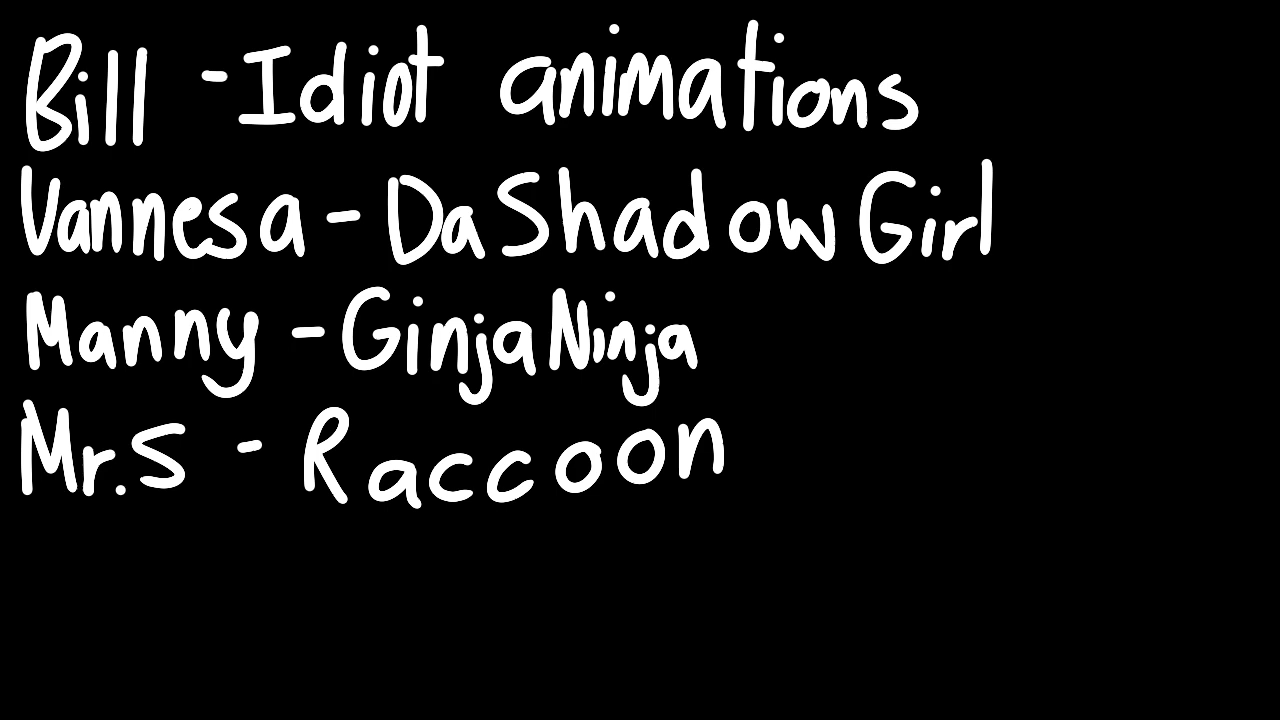 Bill - Idiot animations
Vannesa - DaShadowGirl
Manny - GinjaNinja
Mr.S - Raccoon